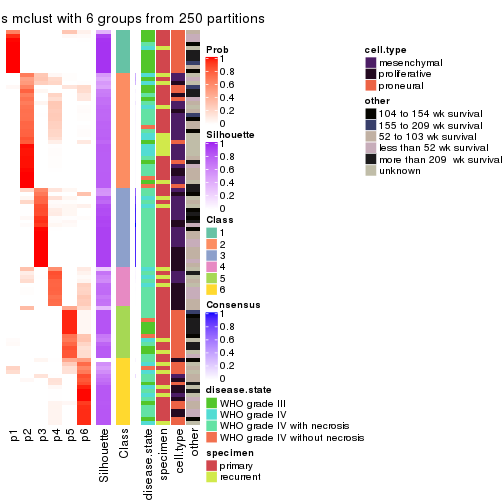 s mclust with 6 groups from 250 partitions
Prob
1
0.8
0.6
0.4
0.2
0
Silhouette
1
0.8
0.6
0.4
0.2
0
Class
1
2
3
4
5
6
Consensus
1
0.8
0.6
0.4
0.2
0
disease.state
WHO grade III
WHO grade IV
WHO grade IV with necrosis
WHO grade IV without necrosis
specimen
primary
recurrent
cell.type
mesenchymal
proliferative
proneural
other
104 to 154 wk survival
155 to 209 wk survival
52 to 103 wk survival
less than 52 wk survival
more than 209  wk survival
unknown
p1
p2
p3
p4
p5
p6
Silhouette
Class
disease.state
specimen
cell.type
other